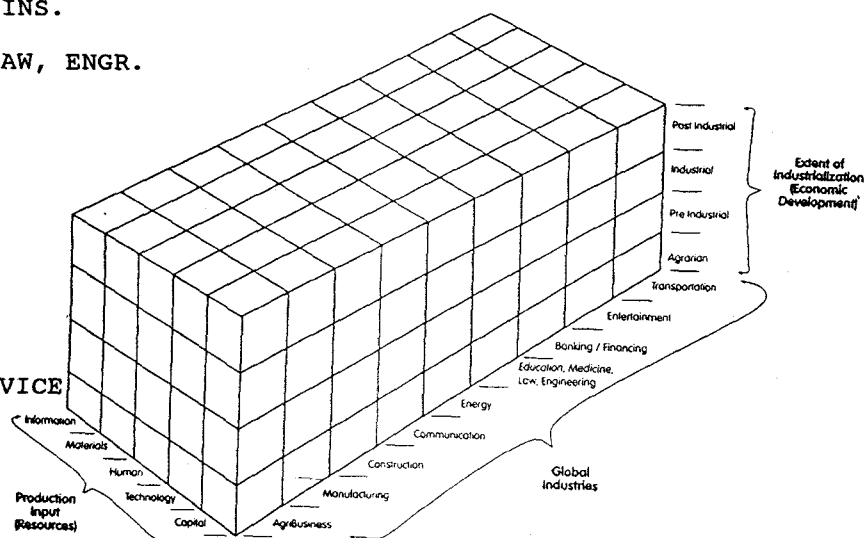 INS.
AW, ENGR.
VICE
Post Industrial
Industrial
Pre Industrial
Agrarian
Extent of
Industrialization
(Economic
Development)
Transportation
Entertainment
Banking / Financing
Education, Medicine,
Law, Engineering
Energy
Communication
Construction
Manufacturing
AgriBusiness
Global
Industries
Information
Materials
Human
Technology
Capital
Production
Input
(Resources)